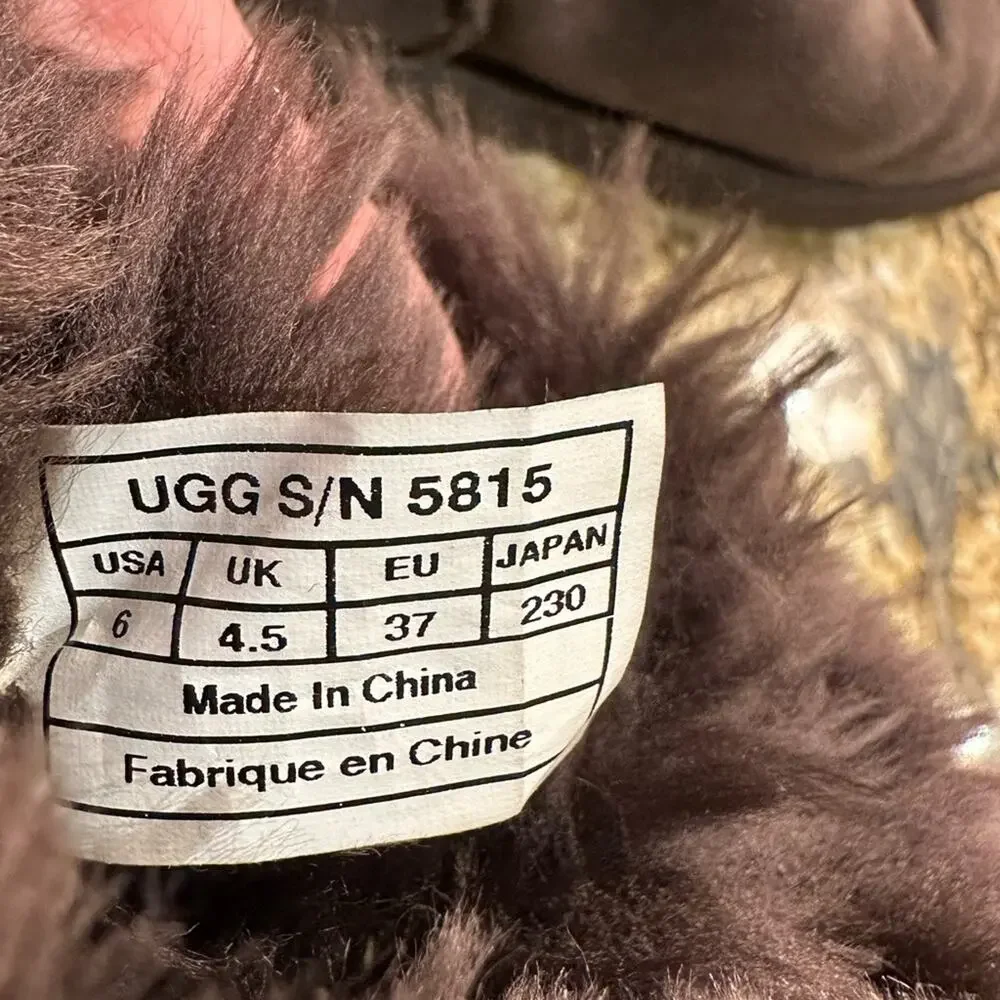 UGG S/N 5815
USA UK EU JAPAN
6 4.5 37 230
Made In China
Fabrique en Chine